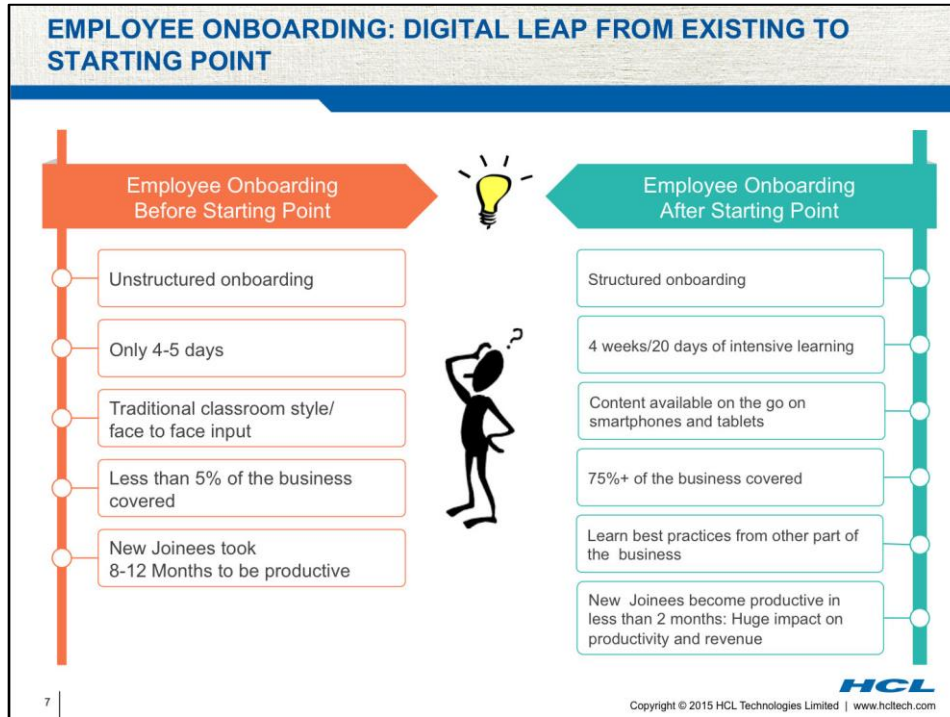 EMPLOYEE ONBOARDING: DIGITAL LEAP FROM EXISTING TO
STARTING POINT
Employee Onboarding
Before Starting Point
Unstructured onboarding
Only 4-5 days
Traditional classroom style/
face to face input
Less than 5% of the business
covered
New Joinees took
8-12 Months to be productive
?
Employee Onboarding
After Starting Point
Structured onboarding
4 weeks/20 days of intensive learning
Content available on the go on
smartphones and tablets
75%+ of the business covered
Learn best practices from other part of
the business
New Joinees become productive in
less than 2 months: Huge impact on
productivity and revenue
7
HCL
Copyright © 2015 HCL Technologies Limited | www.hcltech.com